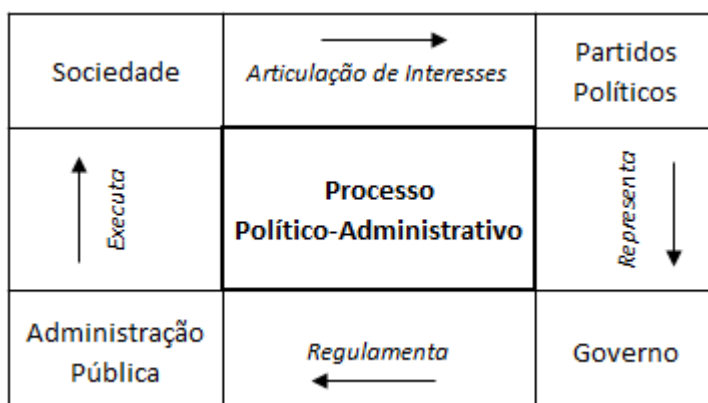 Sociedade
Articulação de Interesses
Partidos
Políticos
Executa
Processo
Político-Administrativo
Representa
Administração
Pública
Regulamenta
Governo